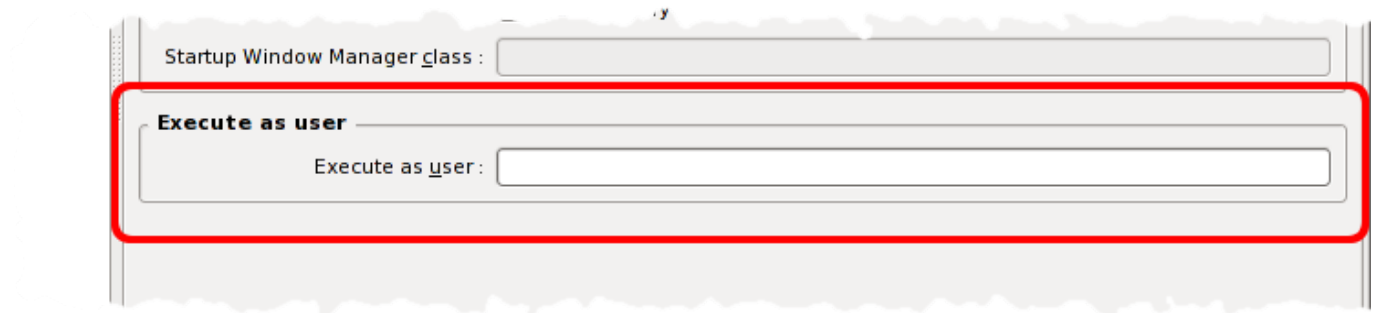 Startup Window Manager class :
Execute as user
Execute as user :